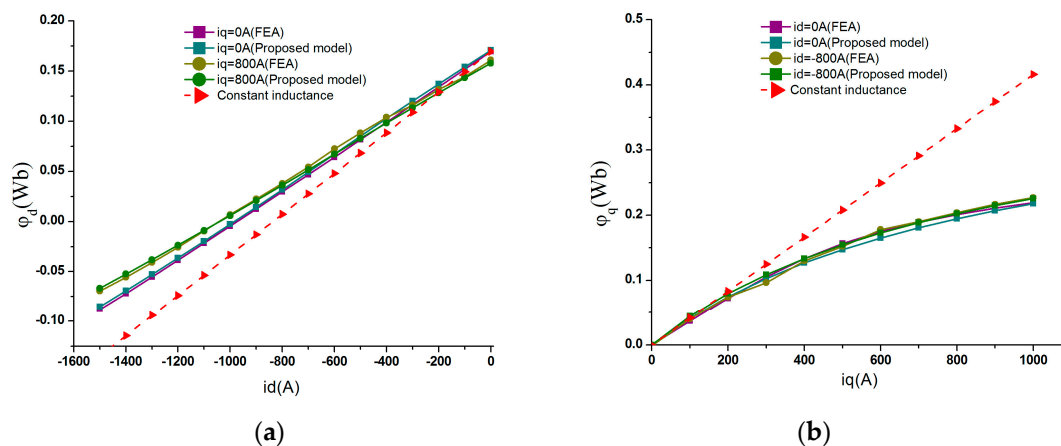 iq=0A(FEA)
iq=0A(Proposed model)
iq=800A(FEA)
iq=800A(Proposed model)
Constant inductance
0.20
0.15
0.10
0.05
0.00
-0.05
-0.10
φd(Wb)
-1600 -1400 -1200 -1000 -800 -600 -400 -200 0
id(A)
(a)
id=0A(FEA)
id=0A(Proposed model)
id=-800A(FEA)
id=-800A(Proposed model)
Constant inductance
0.5
0.4
0.3
0.2
0.1
0.0
φq(Wb)
0 200 400 600 800 1000
iq(A)
(b)